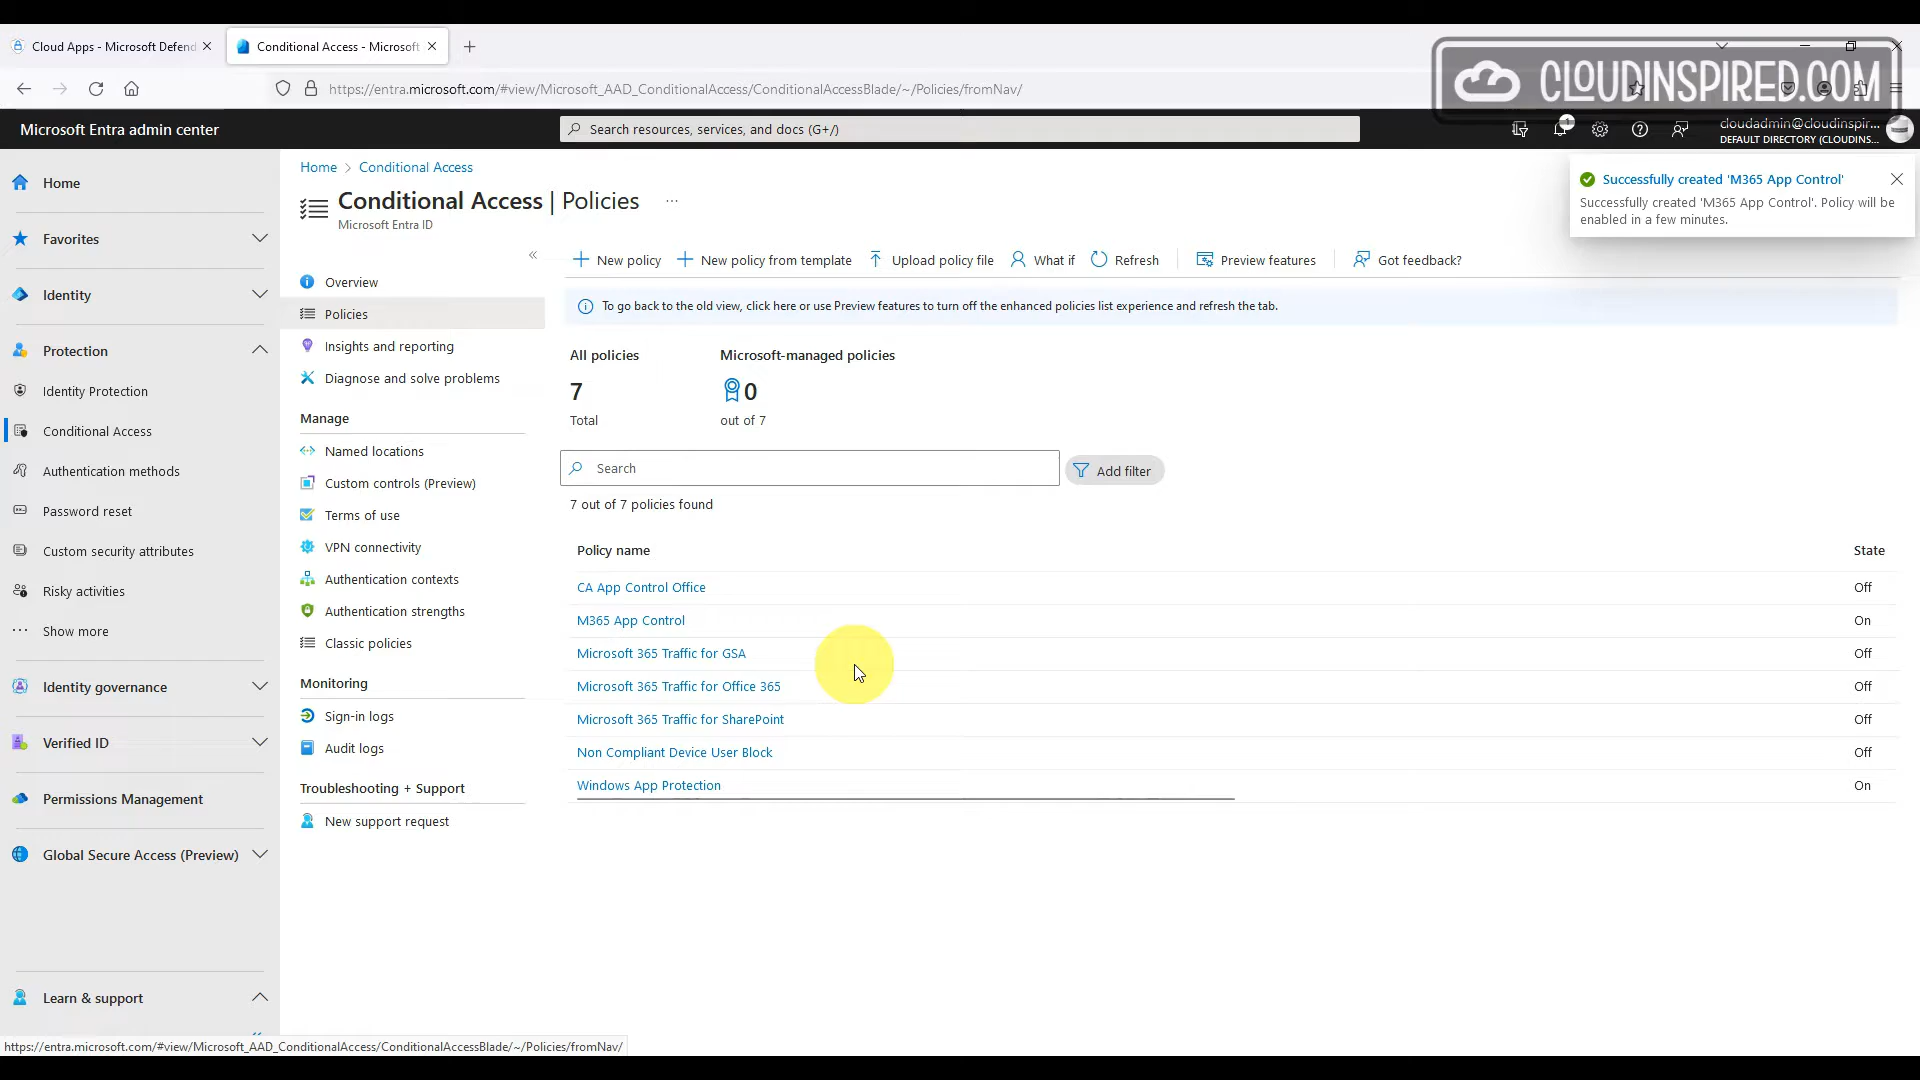 Cloud Apps - Microsoft Defend
Conditional Access - Microsoft
CLOUDINSPIRED.COM
https://entra.microsoft.com/#view/Microsoft_AAD_ConditionalAccess/ConditionalAccessBlade/~/Policies/fromNav/
Microsoft Entra admin center
Search resources, services, and docs (G+/)
1
cloudadmin@cloudinspir...
DEFAULT DIRECTORY (CLOUDINS...
Home
Favorites
Identity
Protection
Identity Protection
Conditional Access
Authentication methods
Password reset
Custom security attributes
Risky activities
Show more
Identity governance
Verified ID
Permissions Management
Global Secure Access (Preview)
Learn & support
Home > Conditional Access
Conditional Access | Policies
Microsoft Entra ID
Overview
Policies
Insights and reporting
Diagnose and solve problems
Manage
Named locations
Custom controls (Preview)
Terms of use
VPN connectivity
Authentication contexts
Authentication strengths
Classic policies
Monitoring
Sign-in logs
Audit logs
Troubleshooting + Support
New support request
New policy
New policy from template
Upload policy file
What if
Refresh
Preview features
Got feedback?
To go back to the old view, click here or use Preview features to turn off the enhanced policies list experience and refresh the tab.
All policies
7
Total
Microsoft-managed policies
0
out of 7
Search
Add filter
7 out of 7 policies found
Policy name State
CA App Control Office Off
M365 App Control On
Microsoft 365 Traffic for GSA Off
Microsoft 365 Traffic for Office 365 Off
Microsoft 365 Traffic for SharePoint Off
Non Compliant Device User Block Off
Windows App Protection On
Successfully created 'M365 App Control'
Successfully created 'M365 App Control'. Policy will be
enabled in a few minutes.
https://entra.microsoft.com/#view/Microsoft_AAD_ConditionalAccess/ConditionalAccessBlade/~/Policies/fromNav/